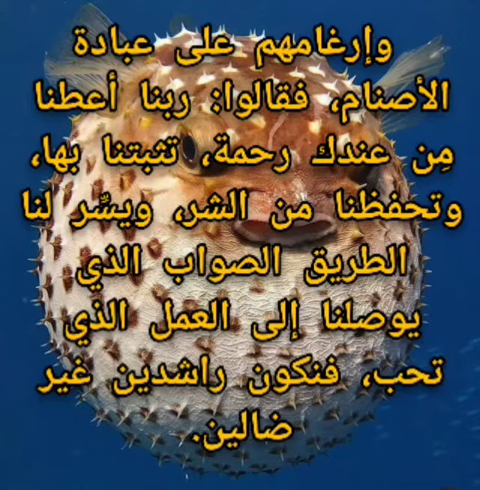 وإرغامهم على عبادة
الأصنام، فقالوا: ربنا أعطنا
مِن عندك رحمة، تثبتنا بها،
وتحفظنا من الشر، ويسِّر لنا
الطريق الصواب الذي
يوصلنا إلى العمل الذي
تحب، فنكون راشدين غير
ضالين.